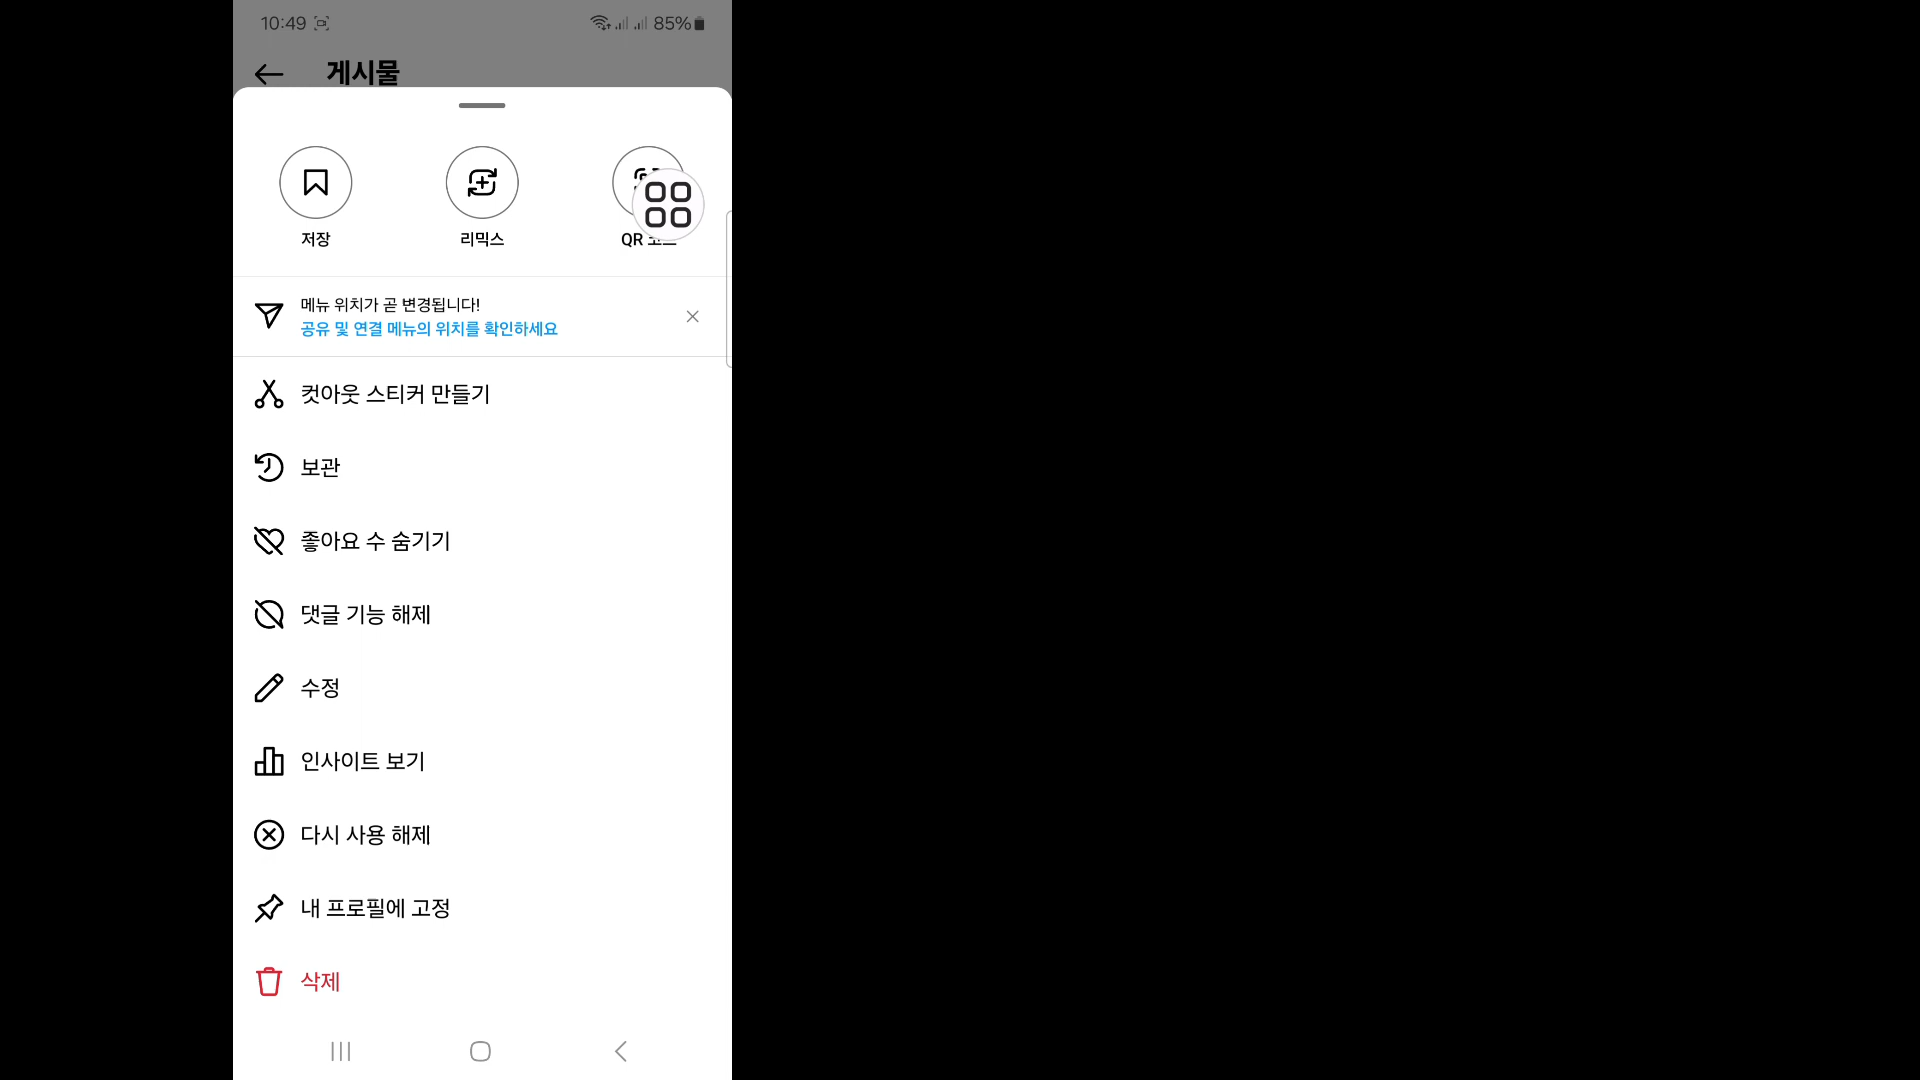 10:49 85%
게시물
저장 리믹스 QR
메뉴 위치가 곧 변경됩니다!
공유 및 연결 메뉴의 위치를 확인하세요
컷아웃 스티커 만들기
보관
좋아요 수 숨기기
댓글 기능 해제
수정
인사이트 보기
다시 사용 해제
내 프로필에 고정
삭제